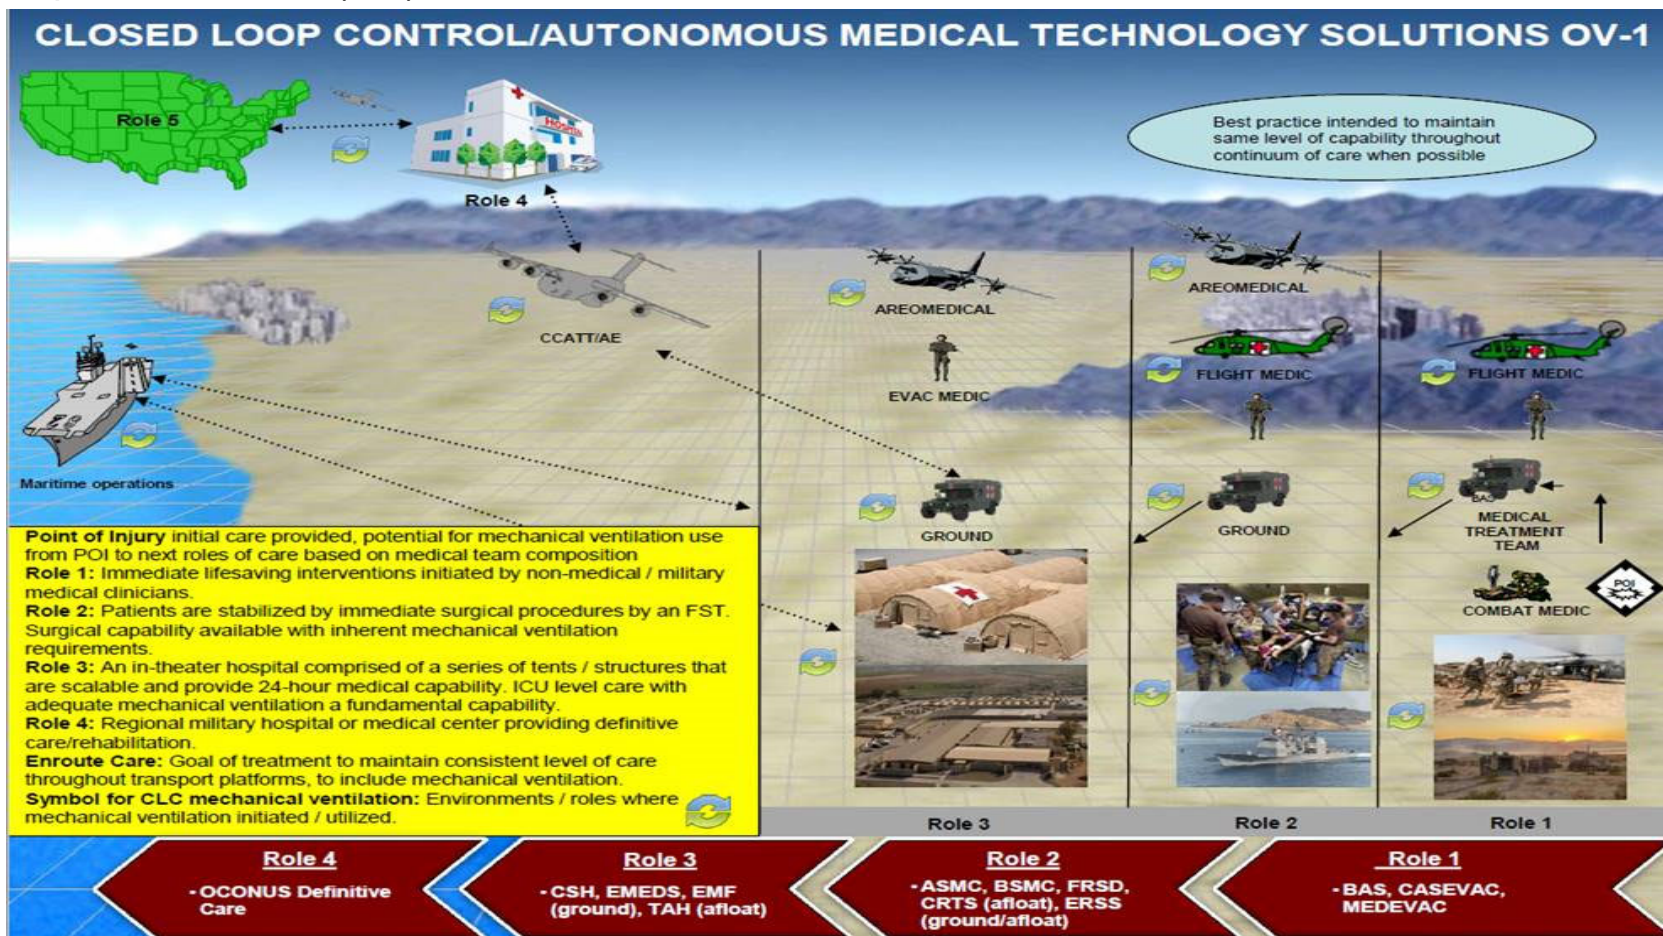 CLOSED LOOP CONTROL/AUTONOMOUS MEDICAL TECHNOLOGY SOLUTIONS OV-1
Role 5
HOSPITAL
Role 4
Best practice intended to maintain
same level of capability throughout
continuum of care when possible
CCATT/AE
AREOMEDICAL
EVAC MEDIC
AREOMEDICAL
FLIGHT MEDIC
FLIGHT MEDIC
Maritime operations
GROUND
GROUND
BAS
MEDICAL
TREATMENT
TEAM
POI
COMBAT MEDIC
Point of Injury initial care provided, potential for mechanical ventilation use
from POI to next roles of care based on medical team composition
Role 1: Immediate lifesaving interventions initiated by non-medical / military
medical clinicians.
Role 2: Patients are stabilized by immediate surgical procedures by an FST.
Surgical capability available with inherent mechanical ventilation
requirements.
Role 3: An in-theater hospital comprised of a series of tents / structures that
are scalable and provide 24-hour medical capability. ICU level care with
adequate mechanical ventilation a fundamental capability.
Role 4: Regional military hospital or medical center providing definitive
care/rehabilitation.
Enroute Care: Goal of treatment to maintain consistent level of care
throughout transport platforms, to include mechanical ventilation.
Symbol for CLC mechanical ventilation: Environments / roles where
mechanical ventilation initiated / utilized.
Role 3
Role 2
Role 1
Role 4
- OCONUS Definitive
Care
Role 3
- CSH, EMEDS, EMF
(ground), TAH (afloat)
Role 2
- ASMC, BSMC, FRSD,
CRTS (afloat), ERSS
(ground/afloat)
Role 1
- BAS, CASEVAC,
MEDEVAC